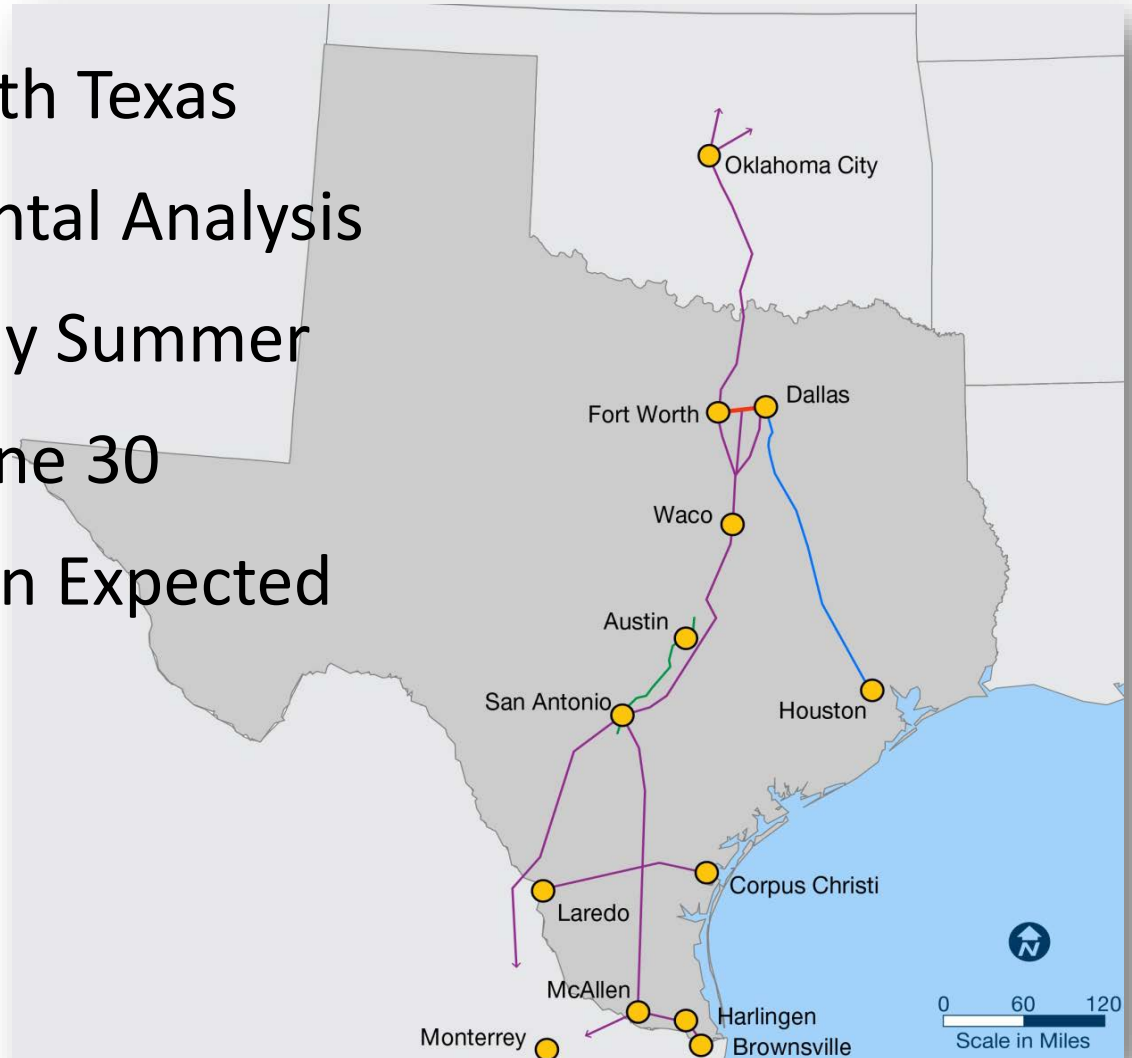 th Texas
Oklahoma City
ntal Analysis
y Summer
Dallas
Fort Worth
ne 30
Waco
n Expected
Austin
San Antonio
Houston
Corpus Christi
Laredo
N
McAllen
0 60 120
Harlingen
Monterrey
Scale in Miles
Brownsville